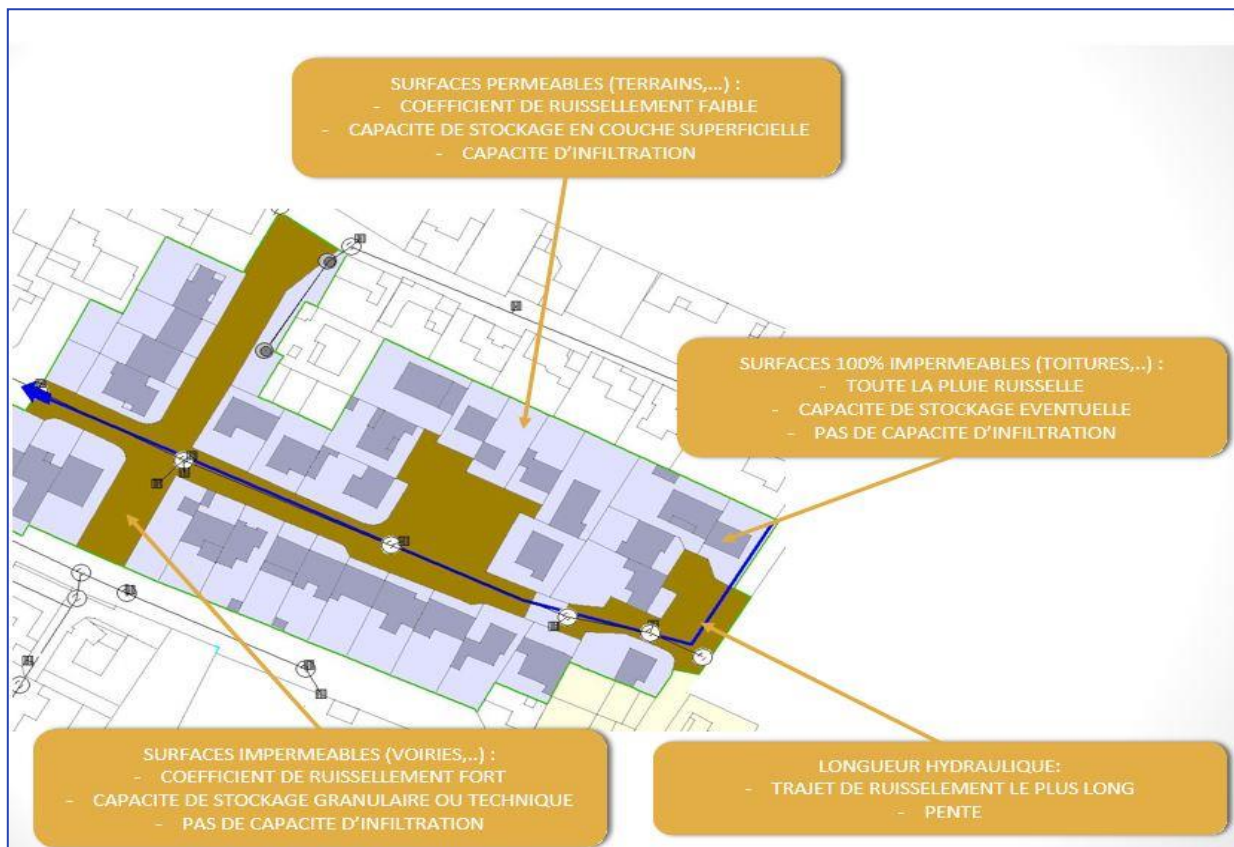 SURFACES PERMEABLES (TERRAINS,...) :
- COEFFICIENT DE RUISSELLEMENT FAIBLE
- CAPACITE DE STOCKAGE EN COUCHE SUPERFICIELLE
- CAPACITE D'INFILTRATION
SURFACES 100% IMPERMEABLES (TOITURES,..) :
- TOUTE LA PLUIE RUISSELLE
- CAPACITE DE STOCKAGE EVENTUELLE
- PAS DE CAPACITE D'INFILTRATION
SURFACES IMPERMEABLES (VOIRIES,..) :
- COEFFICIENT DE RUISSELLEMENT FORT
- CAPACITE DE STOCKAGE GRANULAIRE OU TECHNIQUE
- PAS DE CAPACITE D'INFILTRATION
LONGUEUR HYDRAULIQUE:
- TRAJET DE RUISSELEMENT LE PLUS LONG
- PENTE